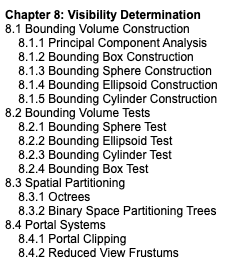 Chapter 8: Visibility Determination
8.1 Bounding Volume Construction
8.1.1 Principal Component Analysis
8.1.2 Bounding Box Construction
8.1.3 Bounding Sphere Construction
8.1.4 Bounding Ellipsoid Construction
8.1.5 Bounding Cylinder Construction
8.2 Bounding Volume Tests
8.2.1 Bounding Sphere Test
8.2.2 Bounding Ellipsoid Test
8.2.3 Bounding Cylinder Test
8.2.4 Bounding Box Test
8.3 Spatial Partitioning
8.3.1 Octrees
8.3.2 Binary Space Partitioning Trees
8.4 Portal Systems
8.4.1 Portal Clipping
8.4.2 Reduced View Frustums